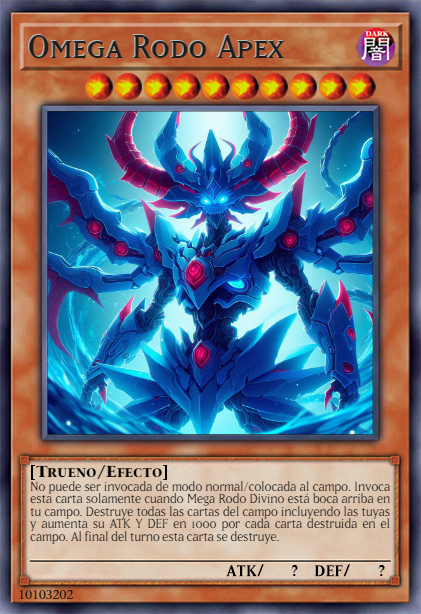 Omega Rodo Apex
DARK
闇
[Trueno/Efecto]
No puede ser invocada de modo normal/colocada al campo. Invoca
esta carta solamente cuando Mega Rodo Divino está boca arriba en
tu campo. Destruye todas las cartas del campo incluyendo las tuyas
y aumenta su ATK Y DEF en 1000 por cada carta destruida en el
campo. Al final del turno esta carta se destruye.
ATK/ ? DEF/ ?
10103202